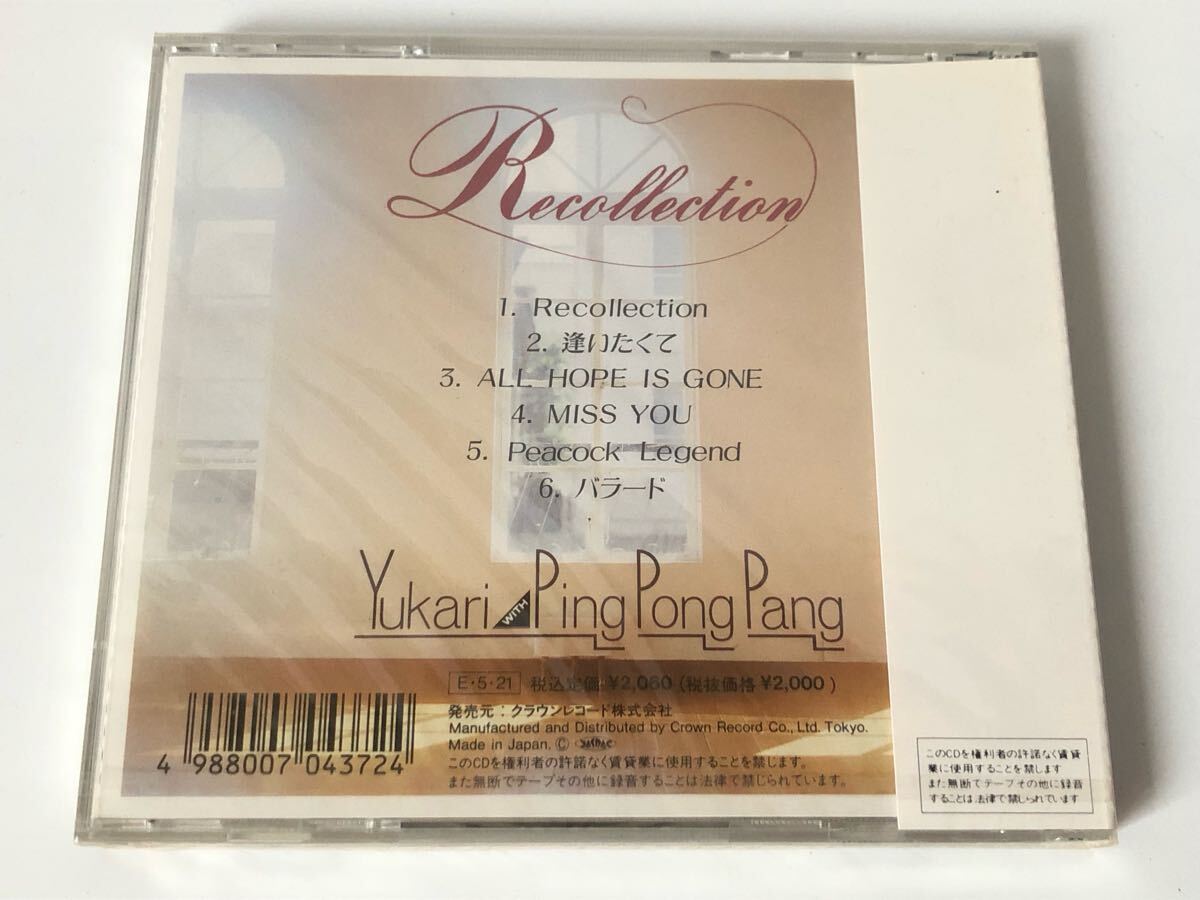 Recollection
1. Recollection
2. 逢いたくて
3. ALL HOPE IS GONE
4. MISS YOU
5. Peacock Legend
6. バラード
Yukari WITH Ping Pong Pang
E・5・21 税込定価 ¥2,060 (税抜価格 ¥2,000)
発売元：クラウンレコード株式会社
Manufactured and Distributed by Crown Record Co., Ltd. Tokyo.
Made in Japan. Ⓒ JASRAC
このCDを権利者の許諾なく賃貸業に使用することを禁じます。
また無断でテープその他に録音することは法律で禁じられています。
4 988007 043724
このCDを権利者の許諾なく賃貸
業に使用することを禁じます
また無断でテープその他に録音
することは法律で禁じられています